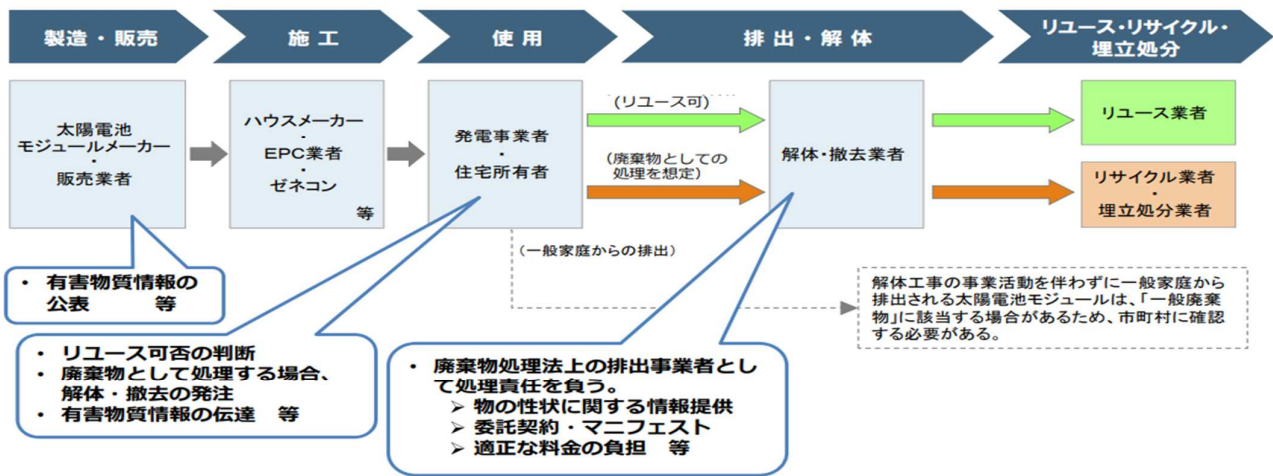 製造・販売
施工
使用
排出・解体
リユース・リサイクル・
埋立処分
太陽電池
モジュールメーカー
・
販売業者
ハウスメーカー
・
EPC業者
・
ゼネコン
等
発電事業者
・
住宅所有者
(リユース可)
(廃棄物としての
処理を想定)
解体・撤去業者
リユース業者
リサイクル業者
・
埋立処分業者
(一般家庭からの排出)
解体工事の事業活動を伴わずに一般家庭から
排出される太陽電池モジュールは、「一般廃棄
物」に該当する場合があるため、市町村に確認
する必要がある。
• 有害物質情報の
公表 等
• リユース可否の判断
• 廃棄物として処理する場合、
解体・撤去の発注
• 有害物質情報の伝達 等
• 廃棄物処理法上の排出事業者とし
て処理責任を負う。
➢ 物の性状に関する情報提供
➢ 委託契約・マニフェスト
➢ 適正な料金の負担 等